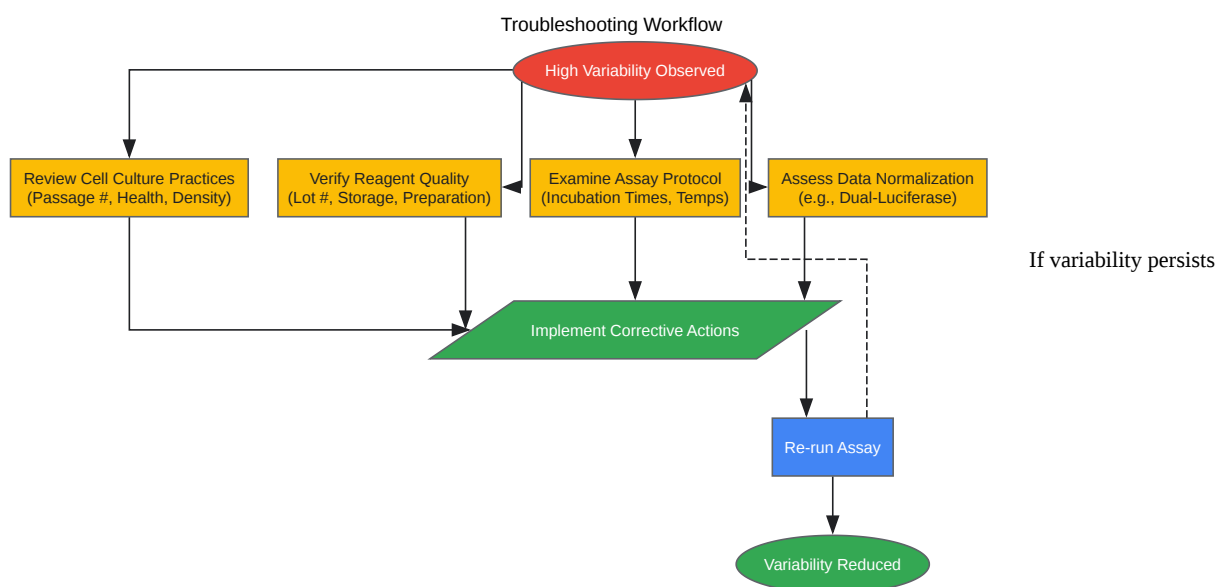 Troubleshooting Workflow
High Variability Observed
Review Cell Culture Practices
(Passage #, Health, Density)
Verify Reagent Quality
(Lot #, Storage, Preparation)
Examine Assay Protocol
(Incubation Times, Temps)
Assess Data Normalization
(e.g., Dual-Luciferase)
If variability persists
Implement Corrective Actions
Re-run Assay
Variability Reduced